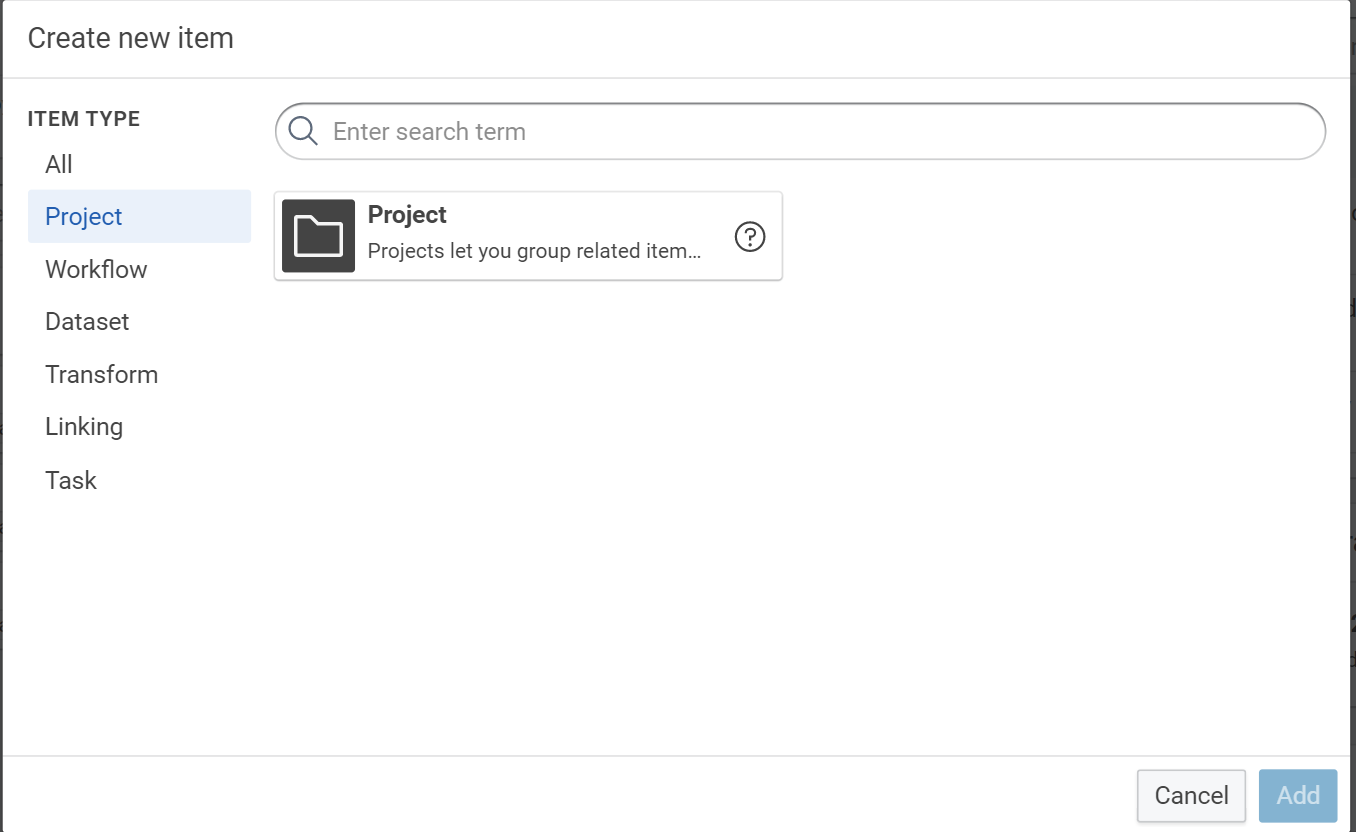 Create new item
ITEM TYPE
All
Project
Workflow
Dataset
Transform
Linking
Task
Enter search term
Project
Projects let you group related item...
Cancel
Add